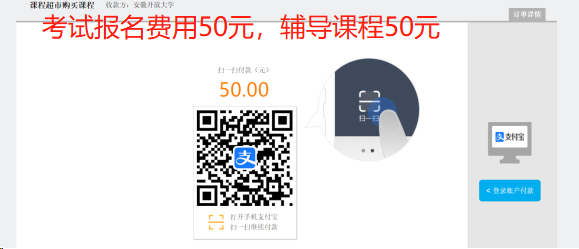 课程超市购买课程 收款方：安徽开放大学
订单详情
考试报名费用50元，辅导课程50元
扫一扫付款（元）
50.00
扫一扫
支付宝
打开手机支付宝
扫一扫继续付款
< 登录账户付款